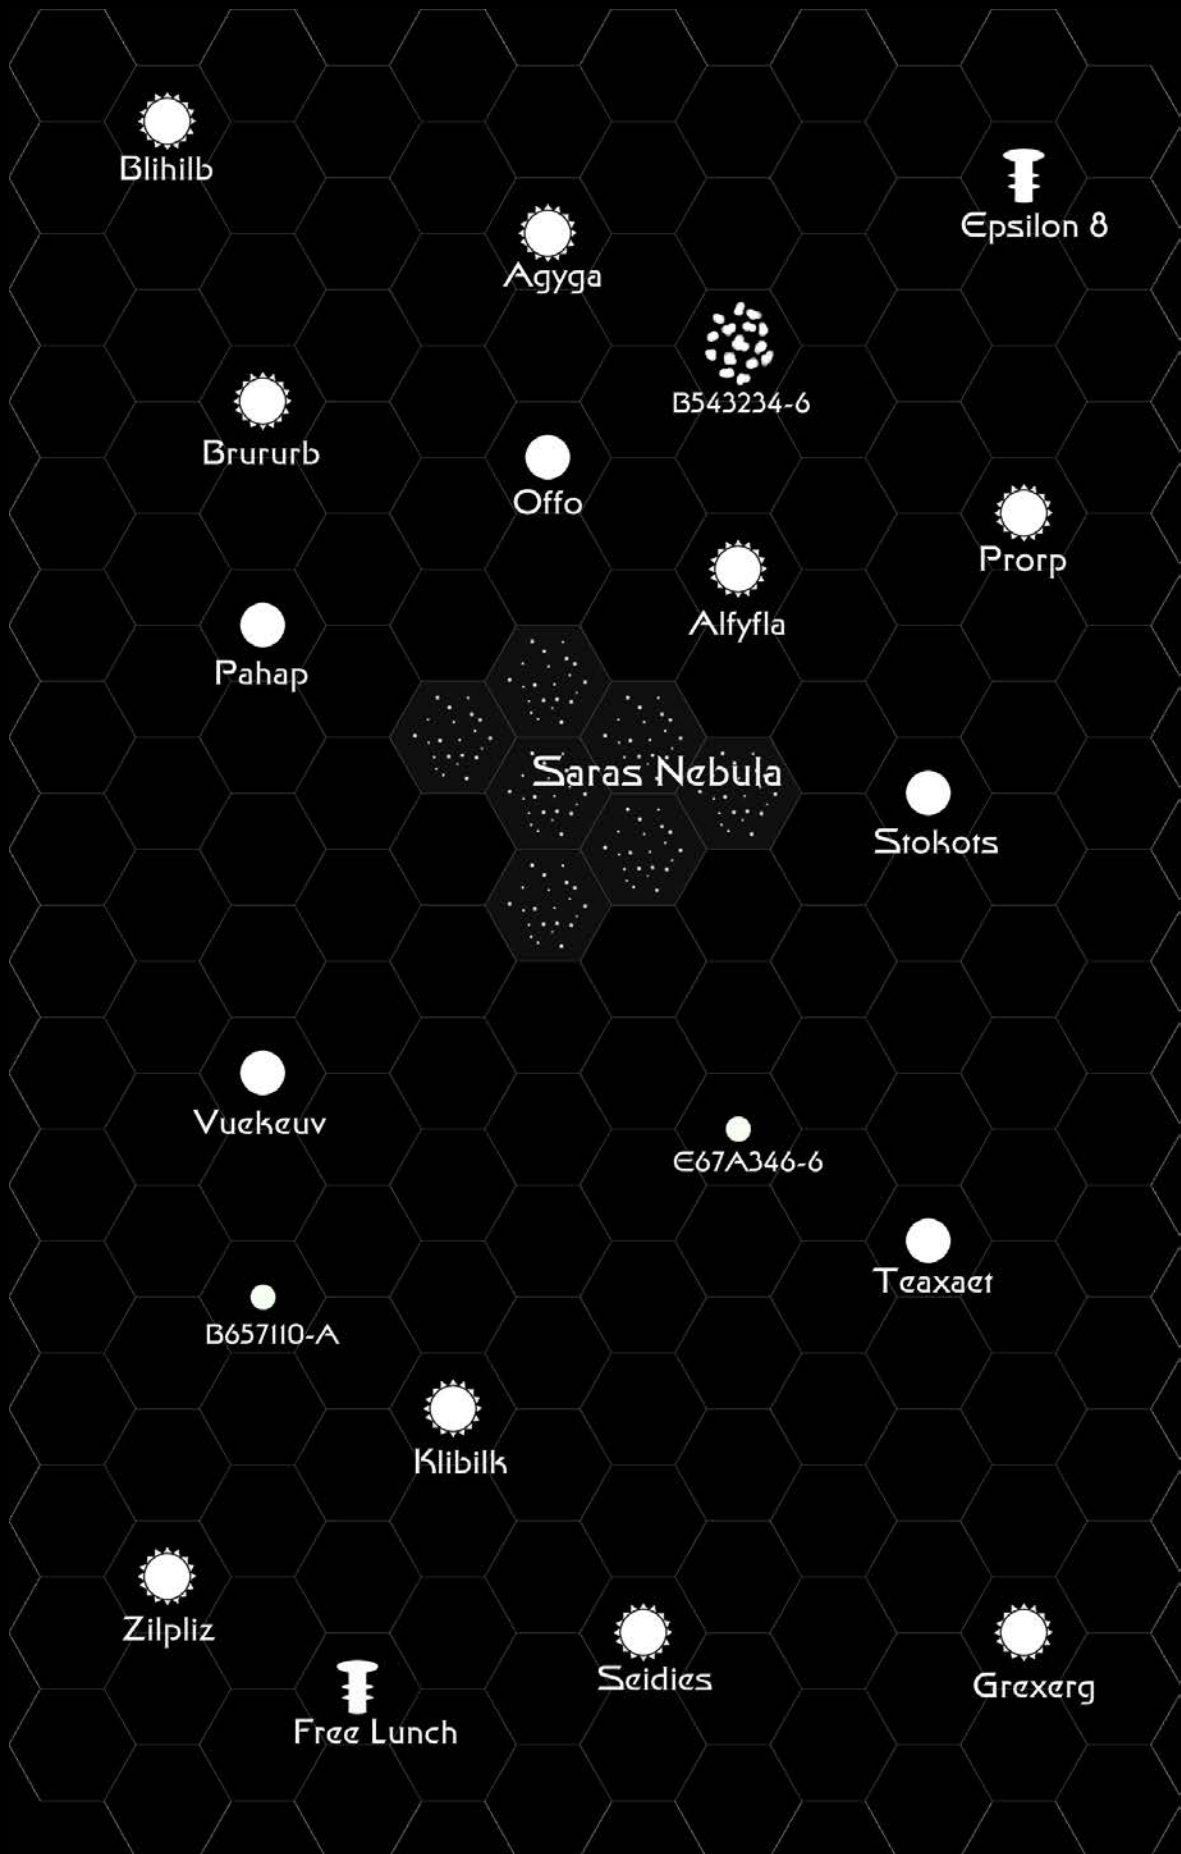 Blihilb
Epsilon 8
Agyga
B543234-6
Brururb
Offo
Prorp
Alfyfla
Pahap
Saras Nebula
Stokots
Vuekeuv
E67A346-6
Teaxaet
B657110-A
Klibilk
Zilpliz
Seidies
Grexerg
Free Lunch